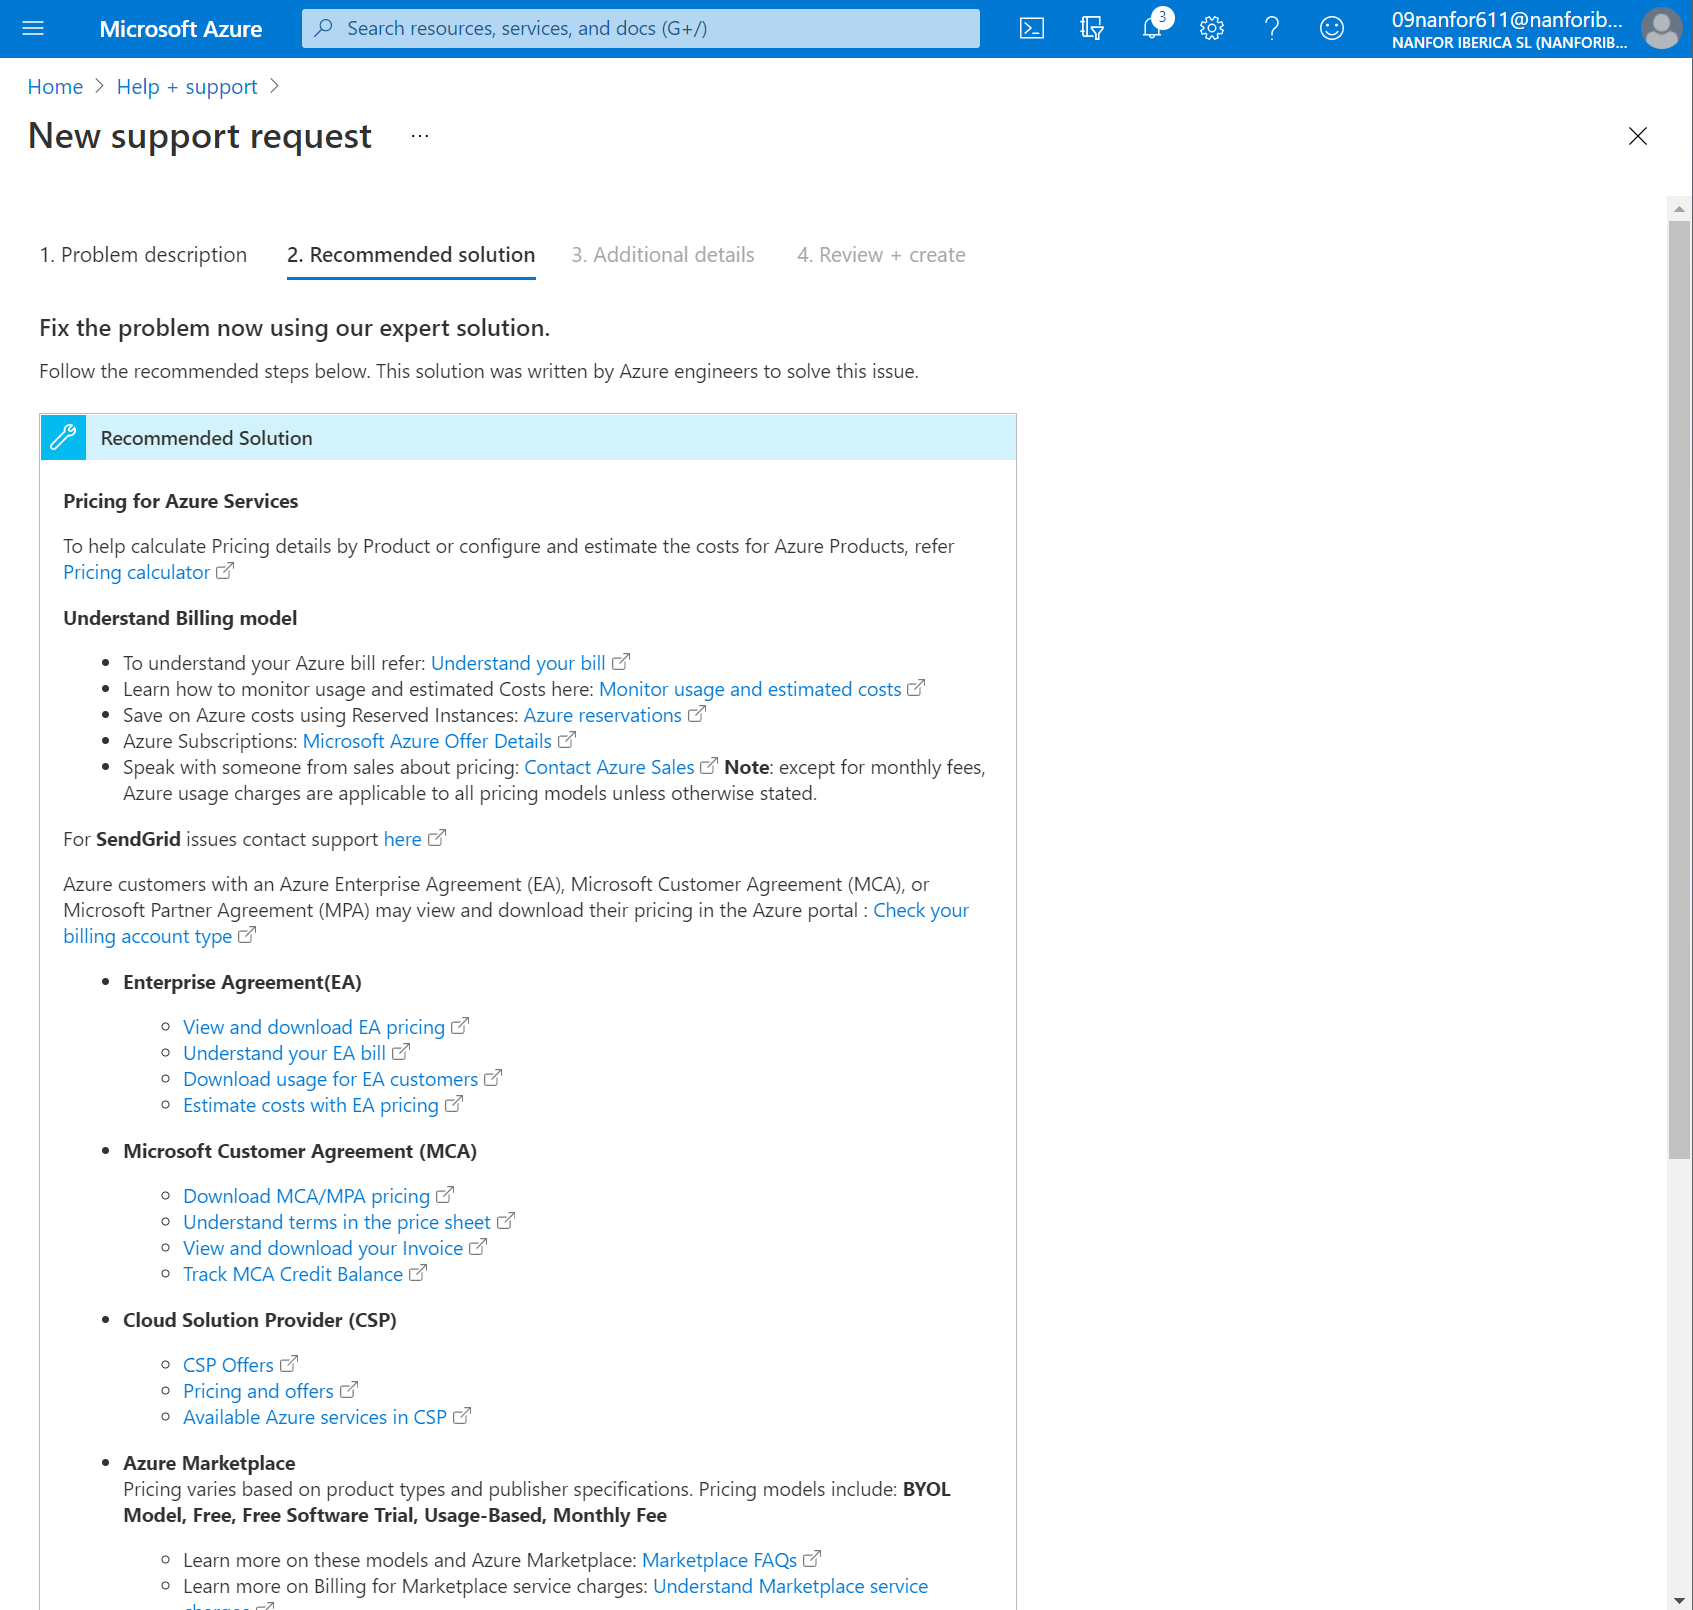 Microsoft Azure
Search resources, services, and docs (G+/)
3
09nanfor611@nanforib...
NANFOR IBERICA SL (NANFORIB...
Home > Help + support >
New support request ...
1. Problem description
2. Recommended solution
3. Additional details
4. Review + create
Fix the problem now using our expert solution.
Follow the recommended steps below. This solution was written by Azure engineers to solve this issue.
Recommended Solution
Pricing for Azure Services
To help calculate Pricing details by Product or configure and estimate the costs for Azure Products, refer
Pricing calculator
Understand Billing model
• To understand your Azure bill refer: Understand your bill
• Learn how to monitor usage and estimated Costs here: Monitor usage and estimated costs
• Save on Azure costs using Reserved Instances: Azure reservations
• Azure Subscriptions: Microsoft Azure Offer Details
• Speak with someone from sales about pricing: Contact Azure Sales Note: except for monthly fees,
Azure usage charges are applicable to all pricing models unless otherwise stated.
For SendGrid issues contact support here
Azure customers with an Azure Enterprise Agreement (EA), Microsoft Customer Agreement (MCA), or
Microsoft Partner Agreement (MPA) may view and download their pricing in the Azure portal : Check your
billing account type
• Enterprise Agreement(EA)
◦ View and download EA pricing
◦ Understand your EA bill
◦ Download usage for EA customers
◦ Estimate costs with EA pricing
• Microsoft Customer Agreement (MCA)
◦ Download MCA/MPA pricing
◦ Understand terms in the price sheet
◦ View and download your Invoice
◦ Track MCA Credit Balance
• Cloud Solution Provider (CSP)
◦ CSP Offers
◦ Pricing and offers
◦ Available Azure services in CSP
• Azure Marketplace
Pricing varies based on product types and publisher specifications. Pricing models include: BYOL
Model, Free, Free Software Trial, Usage-Based, Monthly Fee
◦ Learn more on these models and Azure Marketplace: Marketplace FAQs
◦ Learn more on Billing for Marketplace service charges: Understand Marketplace service
charges